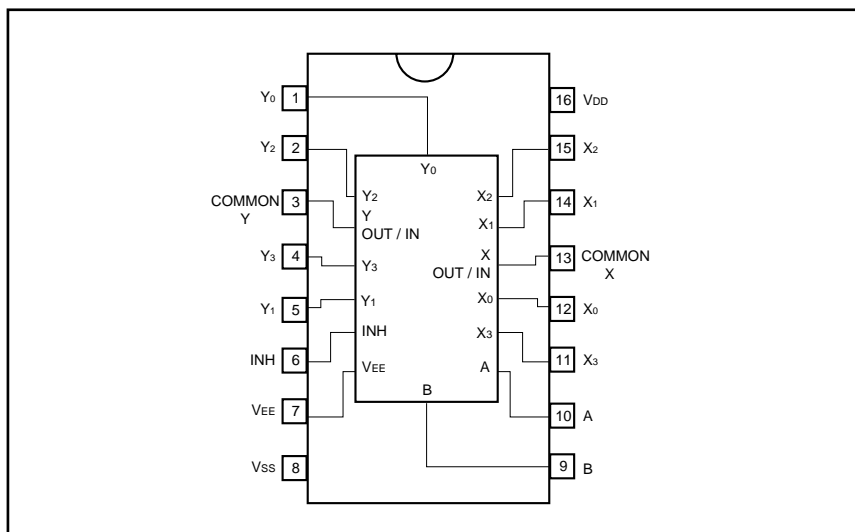 Y0 1
Y2 2
COMMON
Y
3
Y3 4
Y1 5
INH 6
VEE 7
VSS 8
Y0
Y2
Y
OUT / IN
Y3
Y1
INH
VEE
B
X2
X1
X
OUT / IN
X0
X3
A
16 VDD
15 X2
14 X1
13 COMMON
X
12 X0
11 X3
10 A
9 B